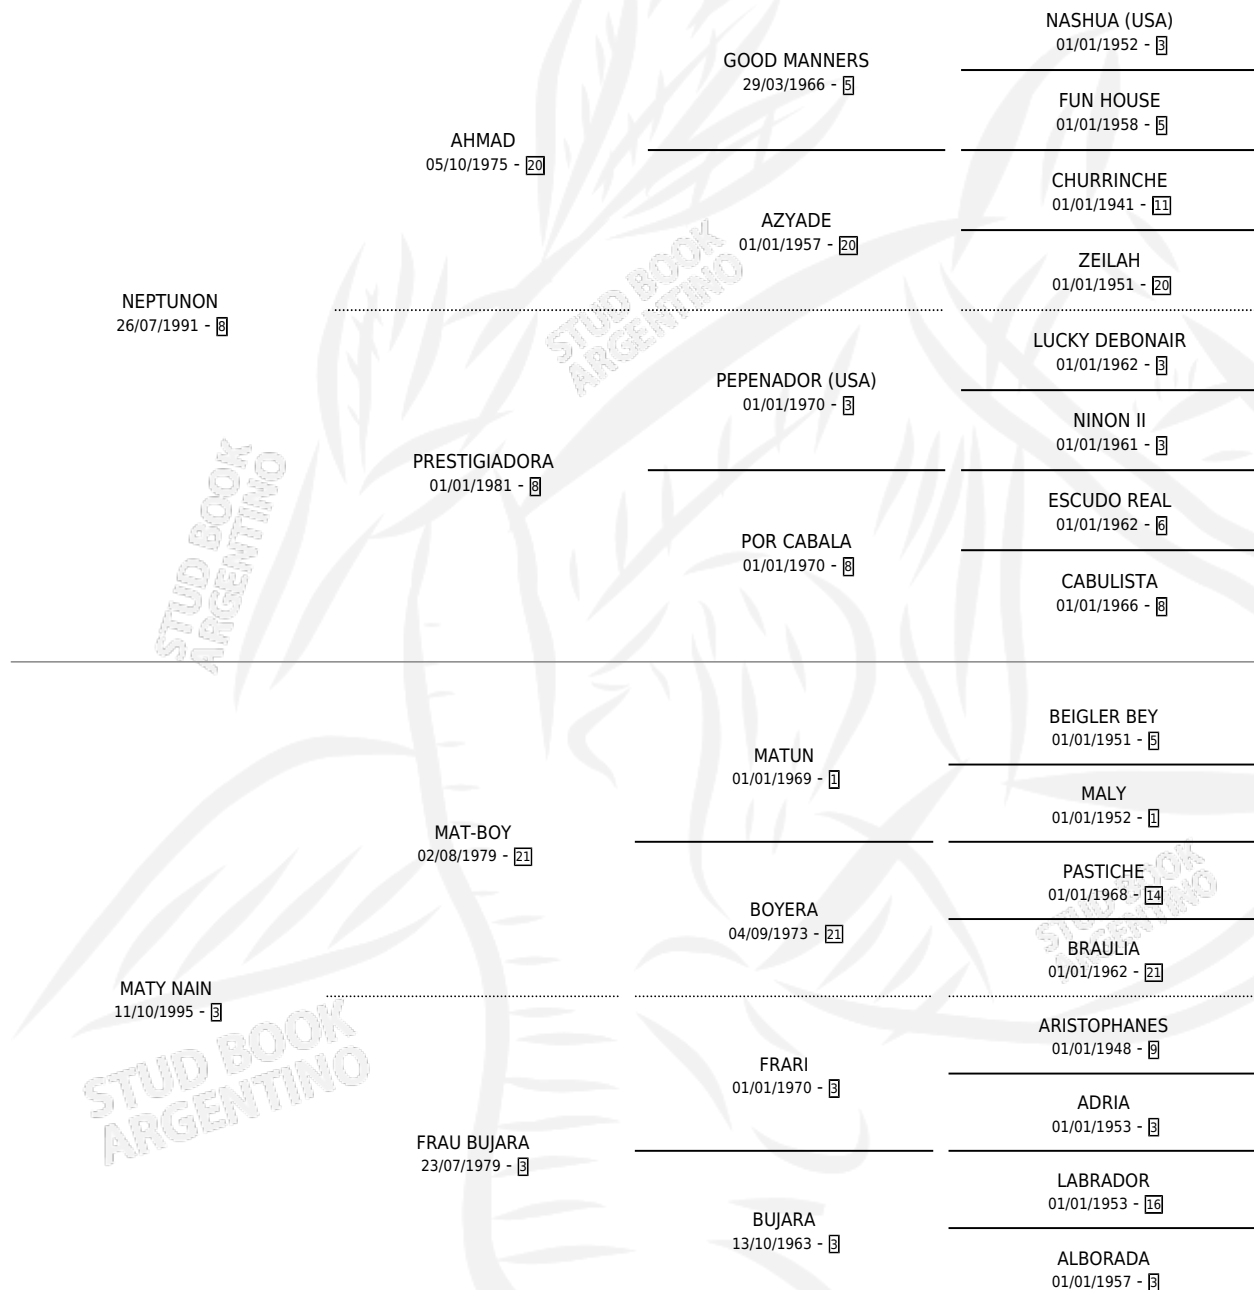 NASHUA (USA)
01/01/1952 - 3
GOOD MANNERS
29/03/1966 - 5
FUN HOUSE
01/01/1958 - 5
AHMAD
05/10/1975 - 20
CHURRINCHE
01/01/1941 - 11
AZYADE
01/01/1957 - 20
ZEILAH
01/01/1951 - 20
NEPTUNON
26/07/1991 - 8
LUCKY DEBONAIR
01/01/1962 - 3
PEPENADOR (USA)
01/01/1970 - 3
NINON II
01/01/1961 - 3
PRESTIGIADORA
01/01/1981 - 8
ESCUDO REAL
01/01/1962 - 6
POR CABALA
01/01/1970 - 8
CABULISTA
01/01/1966 - 8
BEIGLER BEY
01/01/1951 - 5
MATUN
01/01/1969 - 1
MALY
01/01/1952 - 1
MAT-BOY
02/08/1979 - 21
PASTICHE
01/01/1968 - 14
BOYERA
04/09/1973 - 21
BRAULIA
01/01/1962 - 21
MATY NAIN
11/10/1995 - 3
ARISTOPHANES
01/01/1948 - 9
FRARI
01/01/1970 - 3
ADRIA
01/01/1953 - 3
FRAU BUJARA
23/07/1979 - 3
LABRADOR
01/01/1953 - 16
BUJARA
13/10/1963 - 3
ALBORADA
01/01/1957 - 3
STUD BOOK
ARGENTINO
STUD BOOK
ARGENTINO
STUD BOOK
ARGENTINO
STUD BOOK
ARGENTINO